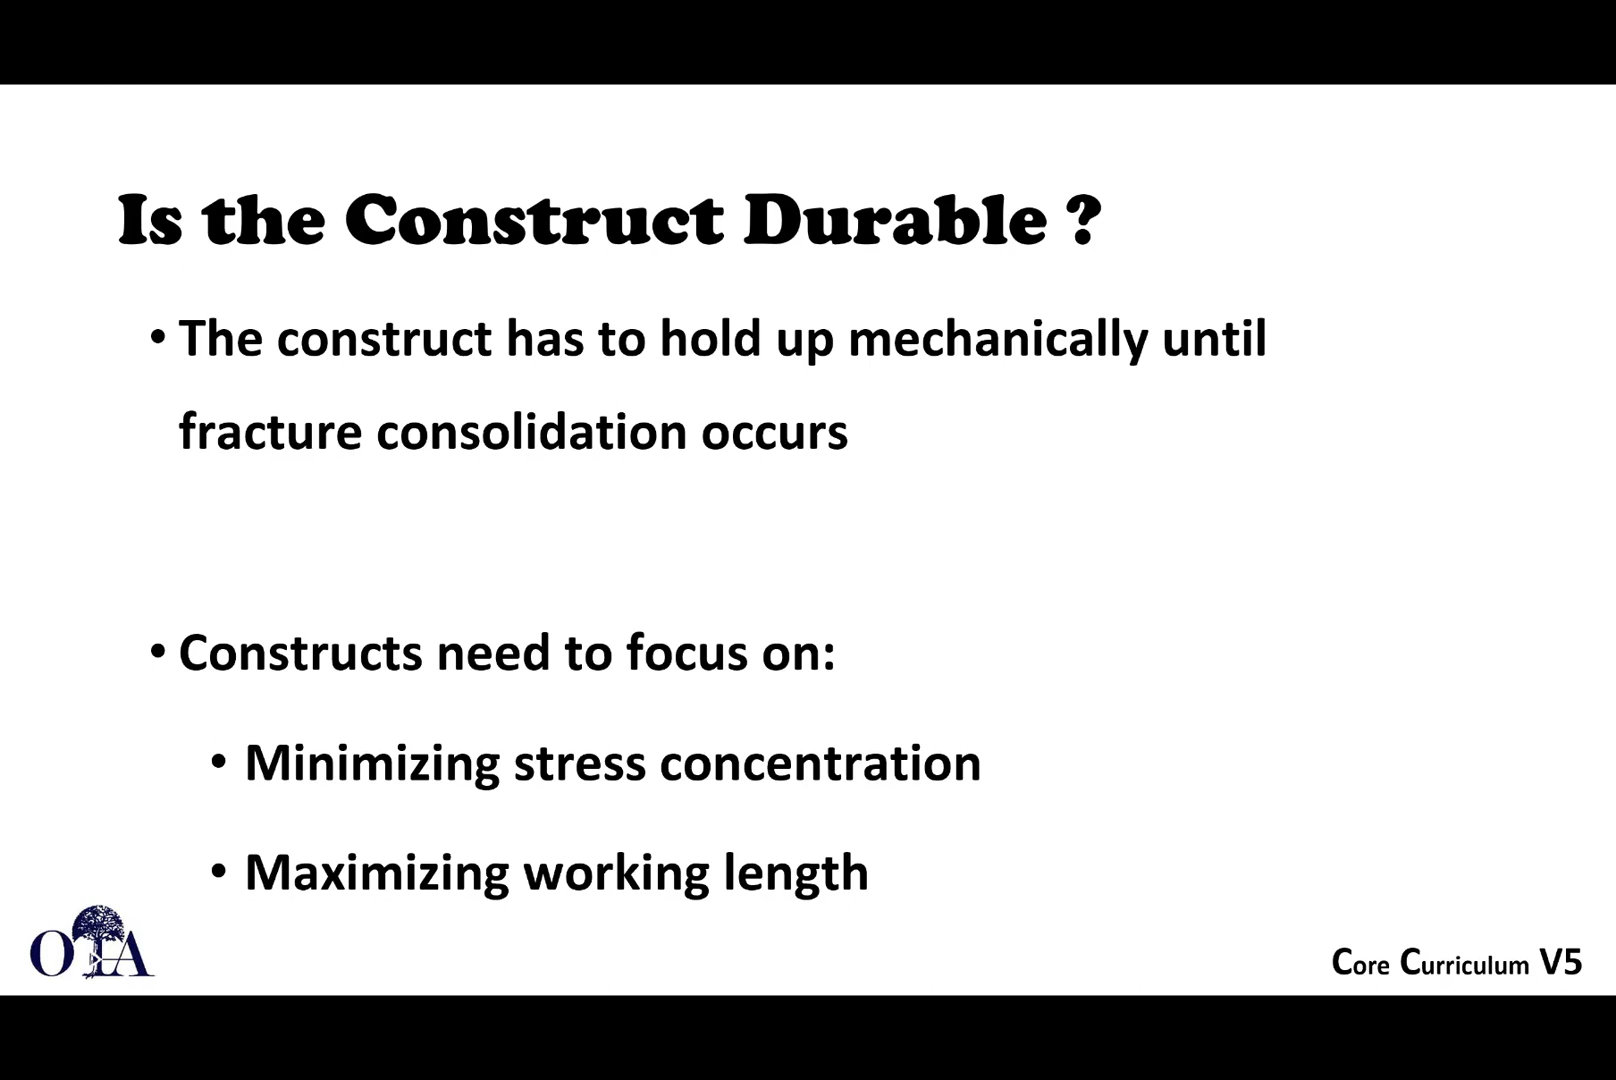 Is the Construct Durable ?
• The construct has to hold up mechanically until
fracture consolidation occurs
• Constructs need to focus on:
• Minimizing stress concentration
• Maximizing working length
OTA
Core Curriculum V5